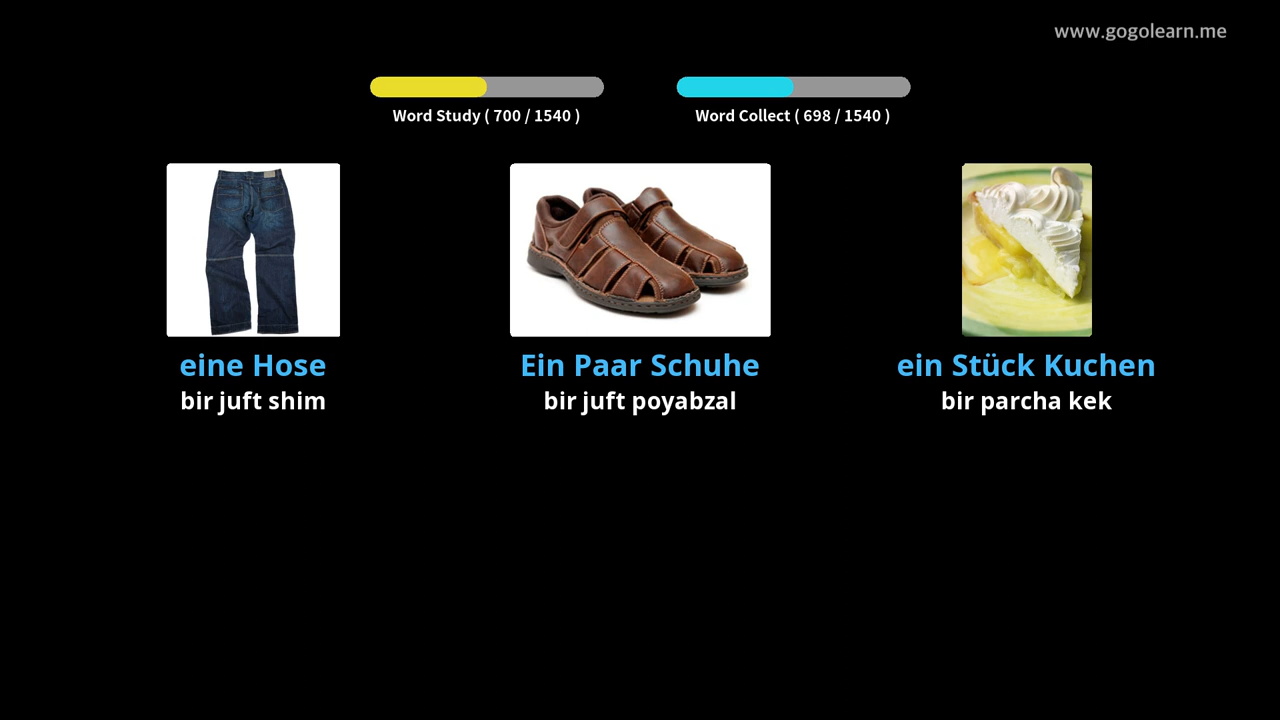 www.gogolearn.me
Word Study ( 700 / 1540 )
Word Collect ( 698 / 1540 )
eine Hose
bir juft shim
Ein Paar Schuhe
bir juft poyabzal
ein Stück Kuchen
bir parcha kek